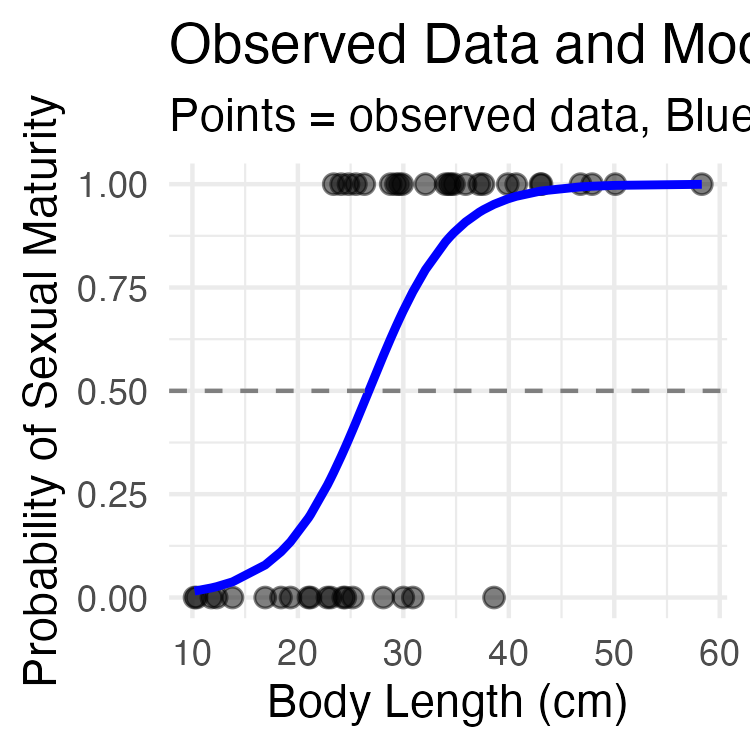 Observed Data and Moc
Points = observed data, Blue
Probability of Sexual Maturity
1.00
0.75
0.50
0.25
0.00
10 20 30 40 50 60
Body Length (cm)